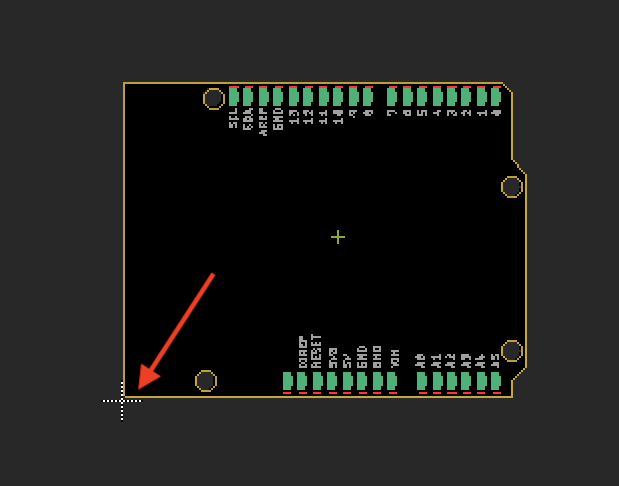 SCL
SDA
AREF
GND
13
12
11
10
9
8
7
6
5
4
3
2
1
0
IOREF
RESET
3V3
5V
GND
GND
VIN
A0
A1
A2
A3
A4
A5